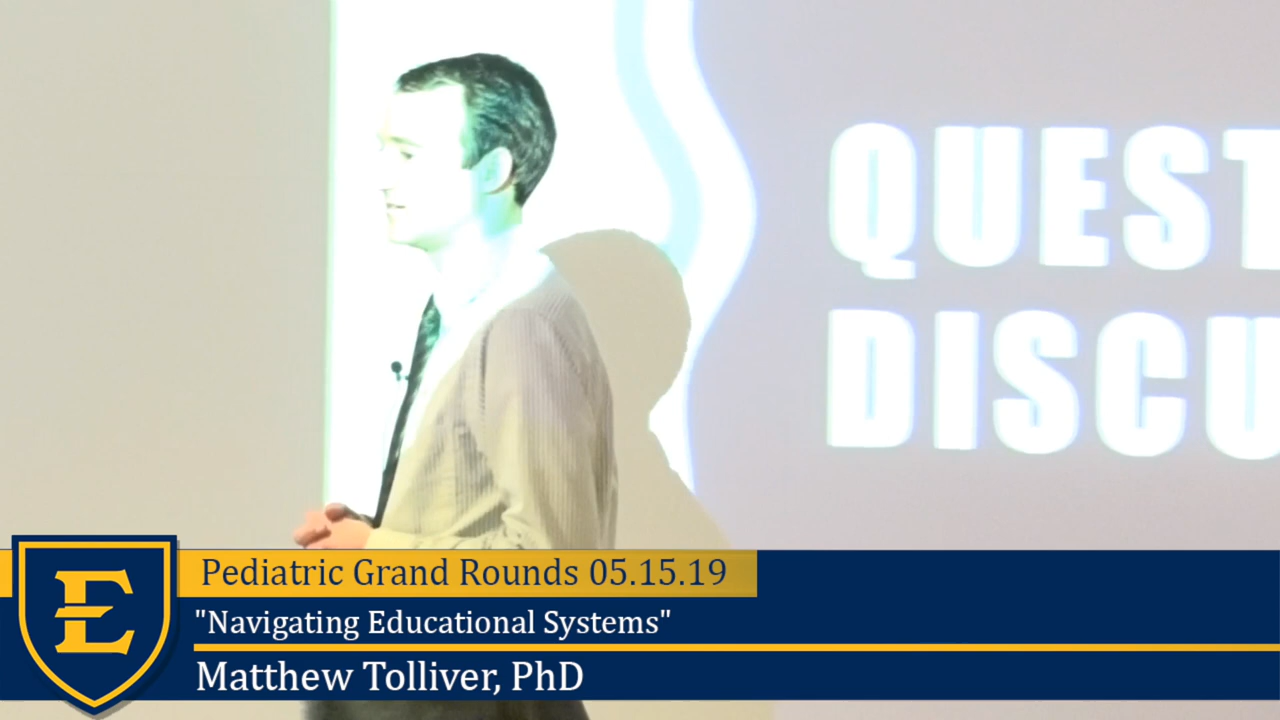 QUEST
DISCU
Pediatric Grand Rounds 05.15.19
"Navigating Educational Systems"
Matthew Tolliver, PhD
E